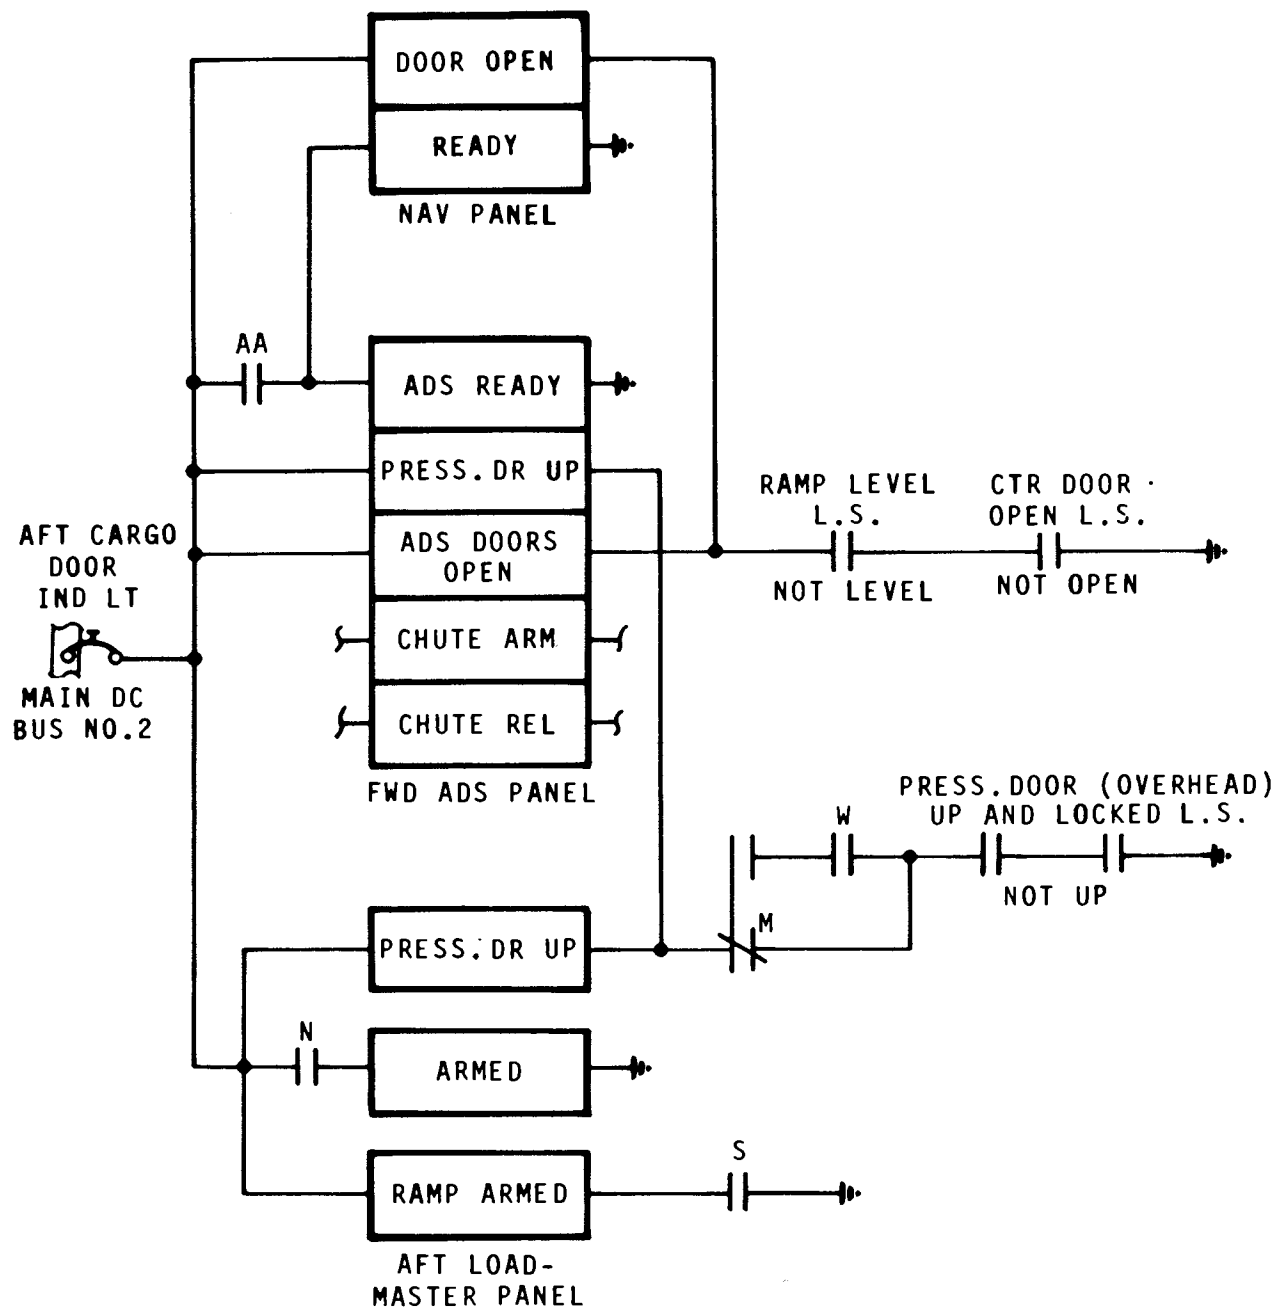 DOOR OPEN
READY
NAV PANEL
AA
ADS READY
PRESS.DR UP
ADS DOORS
OPEN
CHUTE ARM
CHUTE REL
FWD ADS PANEL
AFT CARGO
DOOR
IND LT
MAIN DC
BUS NO.2
RAMP LEVEL
L.S.
NOT LEVEL
CTR DOOR
OPEN L.S.
NOT OPEN
PRESS.DOOR (OVERHEAD)
UP AND LOCKED L.S.
NOT UP
W
M
PRESS. DR UP
N
ARMED
RAMP ARMED
S
AFT LOAD-
MASTER PANEL